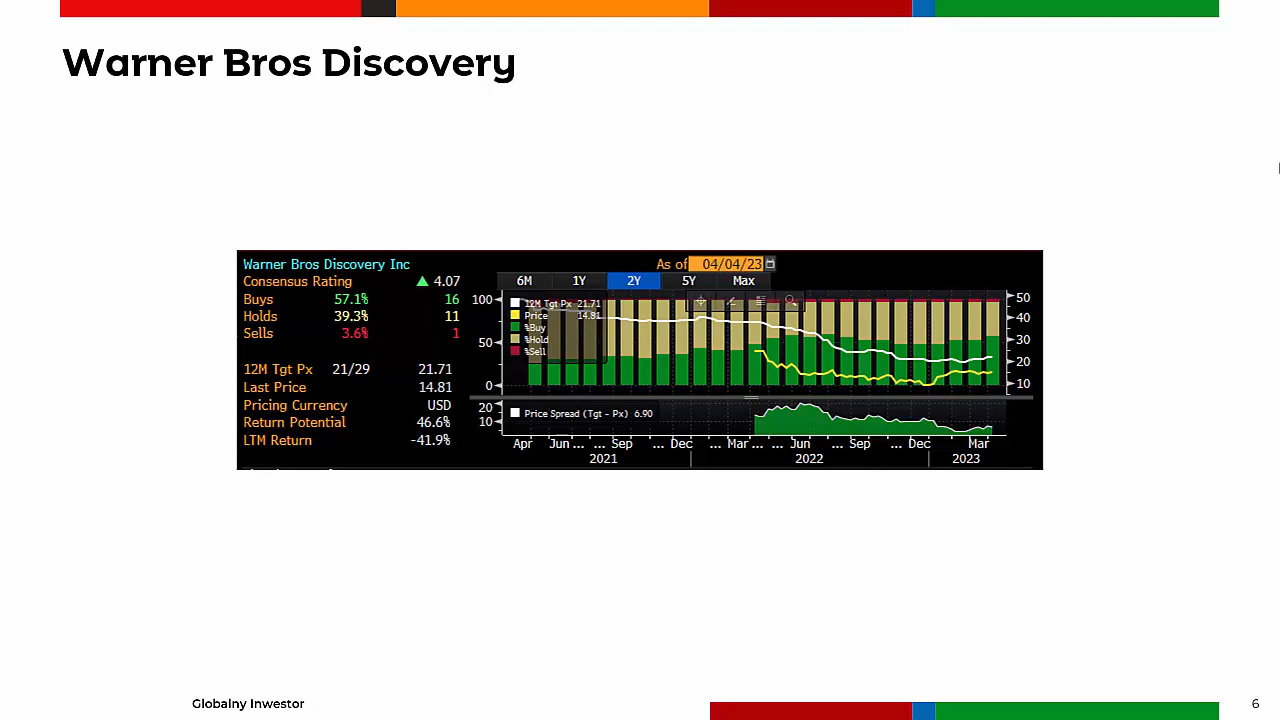 Warner Bros Discovery
Warner Bros Discovery Inc
As of 04/04/23
Consensus Rating ▲ 4.07
6M 1Y 2Y 5Y Max
Buys 57.1% 16
Holds 39.3% 11
Sells 3.6% 1
12M Tgt Px 21/29 21.71
Last Price 14.81
Pricing Currency USD
Return Potential 46.6%
LTM Return -41.9%
100
50
0
12M Tgt Px 21.71
Price 14.81
%Buy
%Hold
%Sell
50
40
30
20
10
20
10
Price Spread (Tgt - Px) 6.90
Apr Jun ... ... Sep ... Dec ... Mar ... ... Jun ... Sep ... Dec Mar
2021 2022 2023
Globalny Inwestor
6